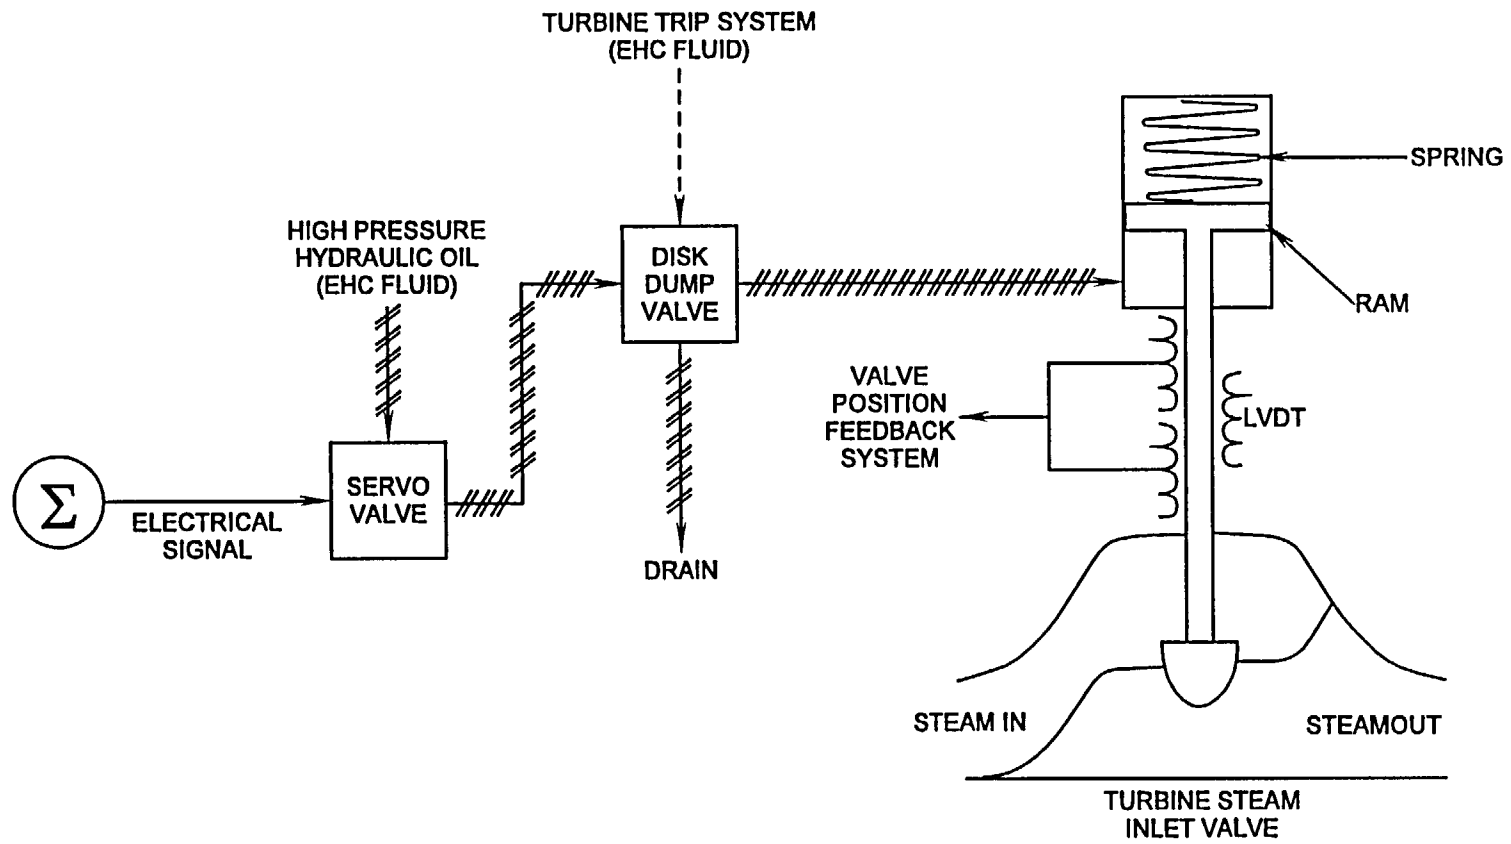 TURBINE TRIP SYSTEM
(EHC FLUID)
SPRING
HIGH PRESSURE
HYDRAULIC OIL
(EHC FLUID)
DISK
DUMP
VALVE
RAM
VALVE
POSITION
FEEDBACK
SYSTEM
LVDT
Σ
ELECTRICAL
SIGNAL
SERVO
VALVE
DRAIN
STEAM IN
STEAMOUT
TURBINE STEAM
INLET VALVE